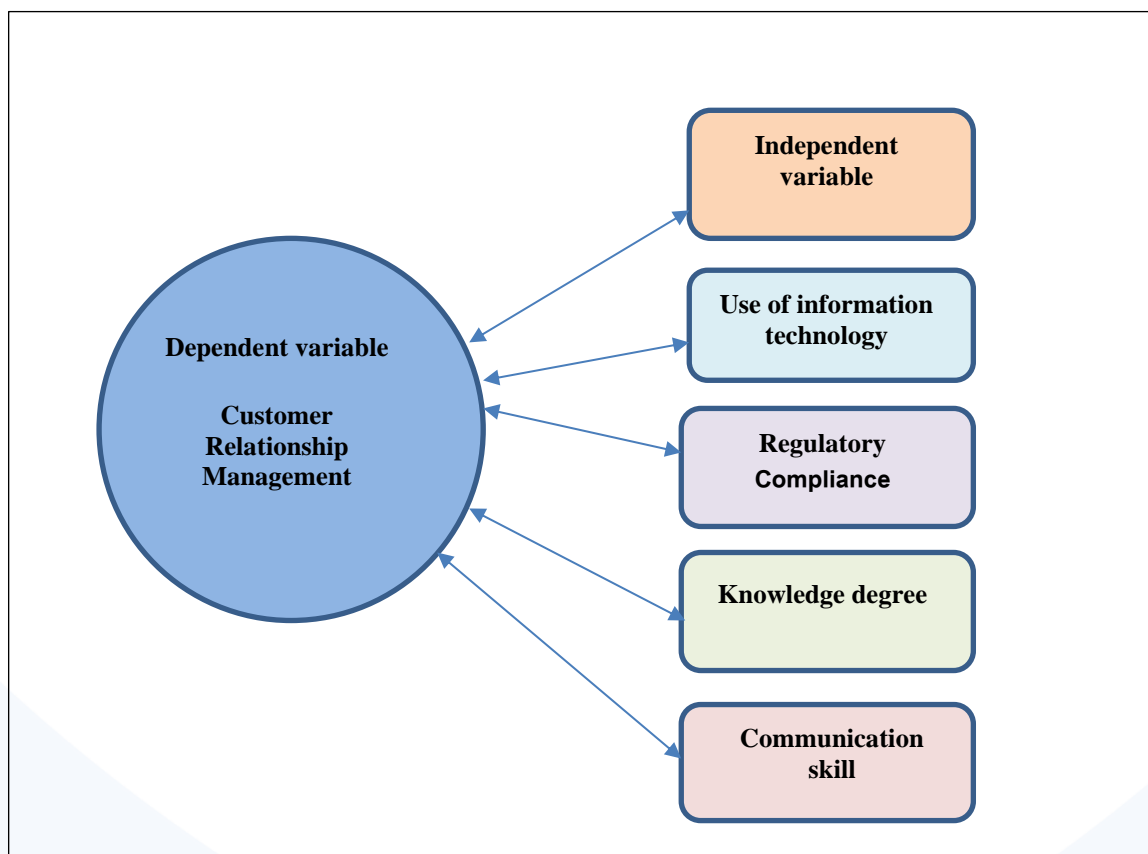 Independent
variable
Use of information
technology
Dependent variable
Customer
Relationship
Management
Regulatory
Compliance
Knowledge degree
Communication
skill